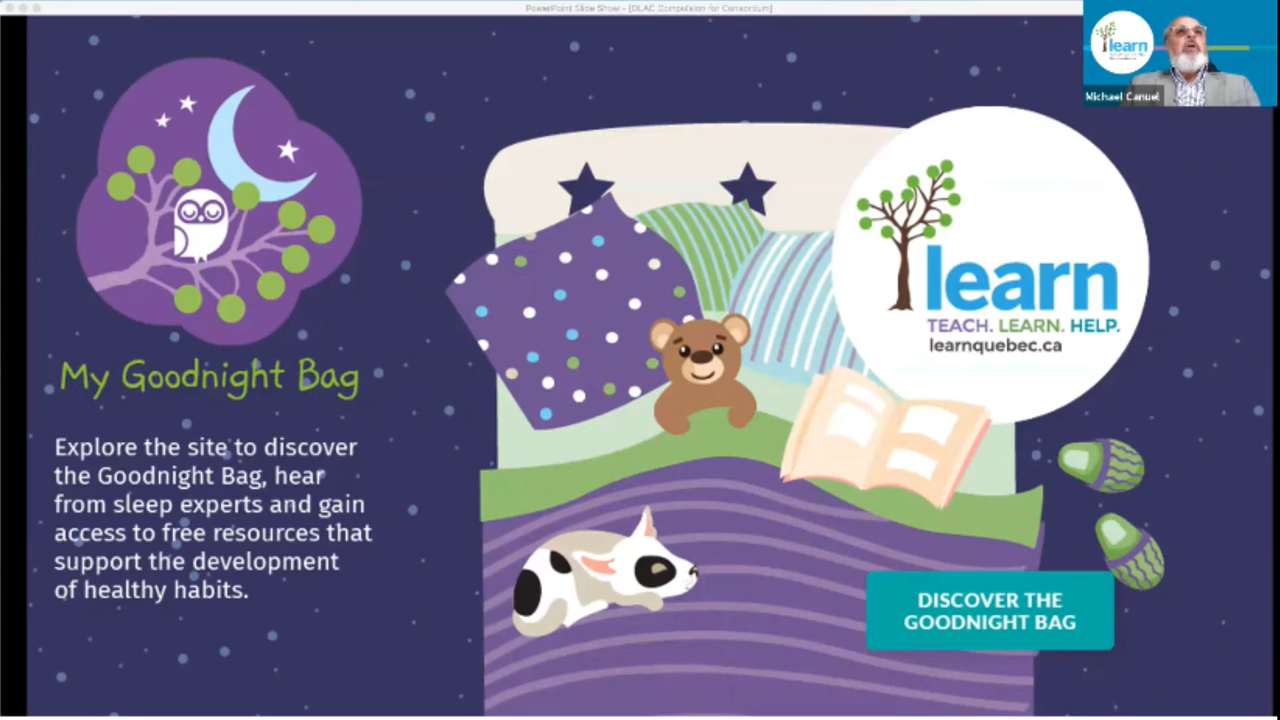 PowerPoint Slide Show - [DLAC Compulsion for Consortium]
learn
Michael Canuel
My Goodnight Bag
Explore the site to discover
the Goodnight Bag, hear
from sleep experts and gain
access to free resources that
support the development
of healthy habits.
learn
TEACH. LEARN. HELP.
learnquebec.ca
DISCOVER THE
GOODNIGHT BAG